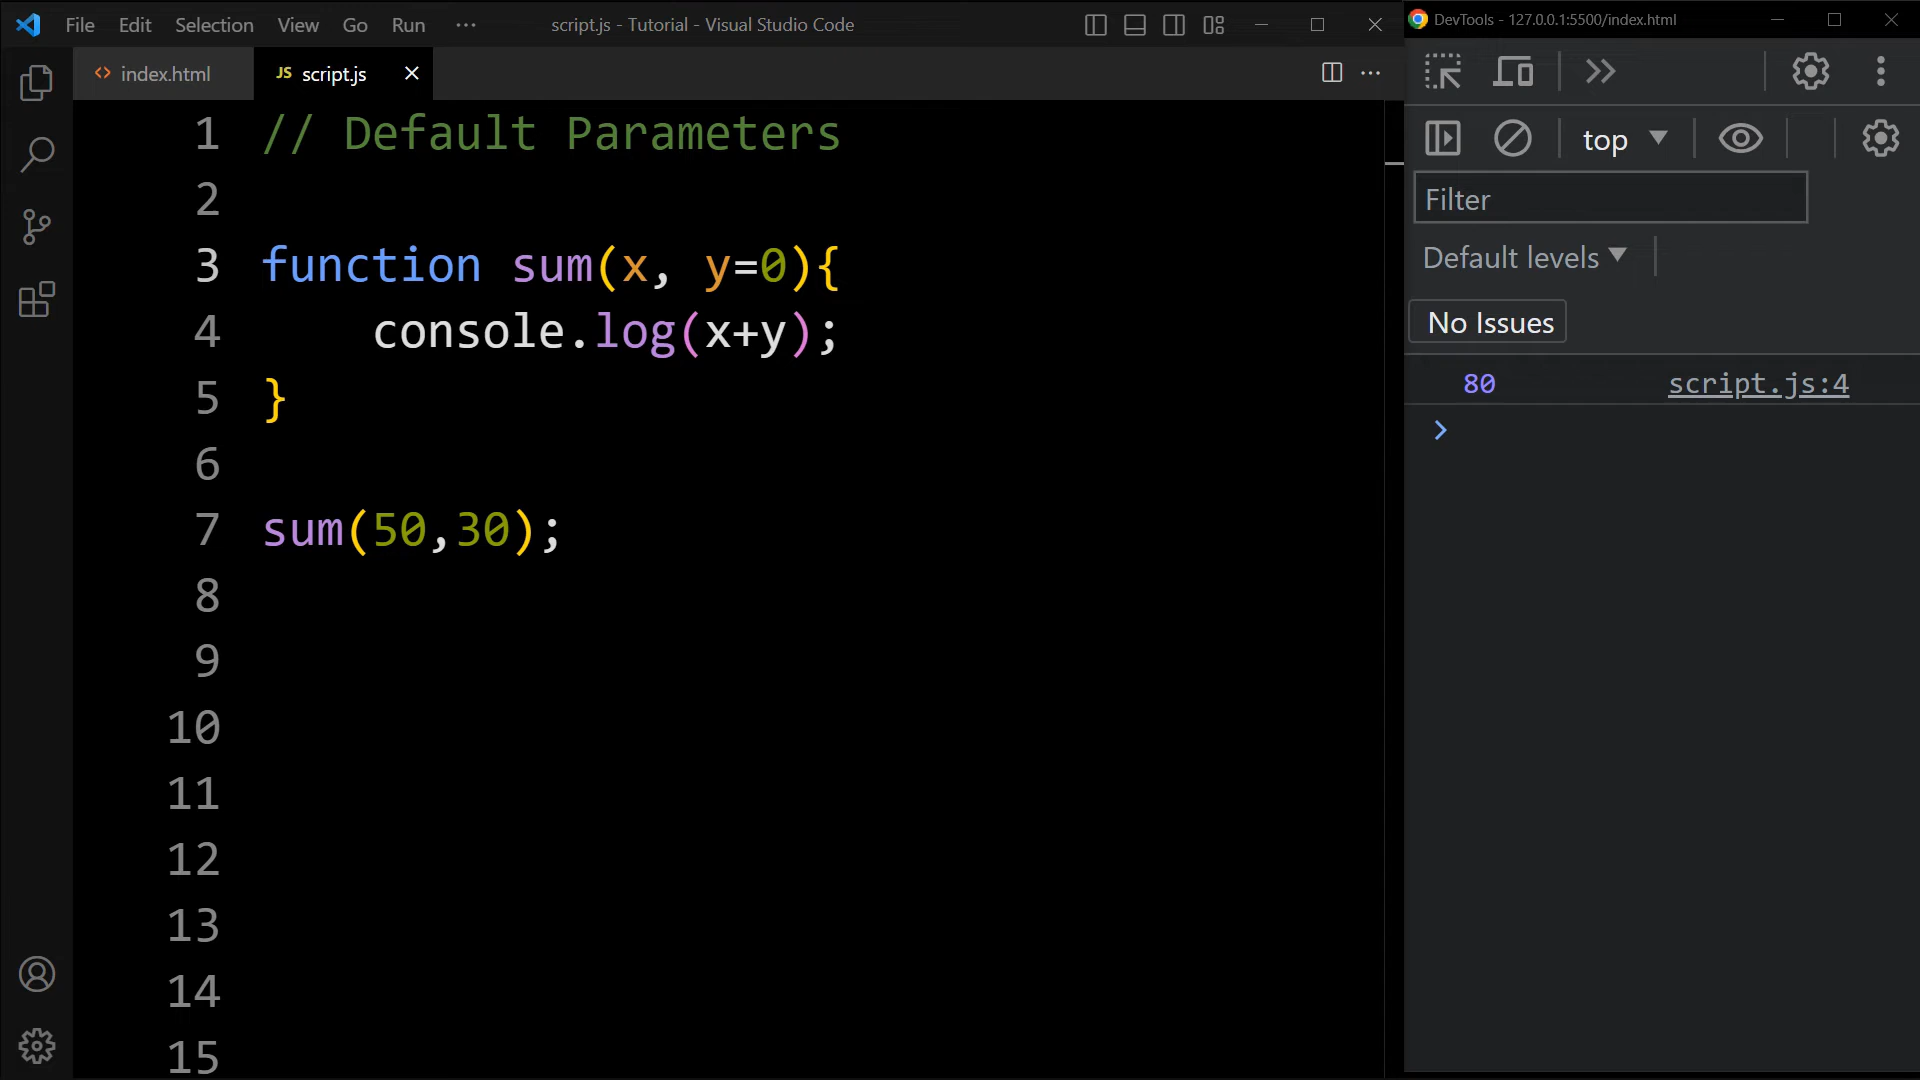 File Edit Selection View Go Run ··· script.js - Tutorial - Visual Studio Code
<> index.html JS script.js
1 // Default Parameters
2
3 function sum(x, y=0){
4     console.log(x+y);
5 }
6
7 sum(50,30);
8
9
10
11
12
13
14
15
DevTools - 127.0.0.1:5500/index.html
top
Filter
Default levels
No Issues
80 script.js:4